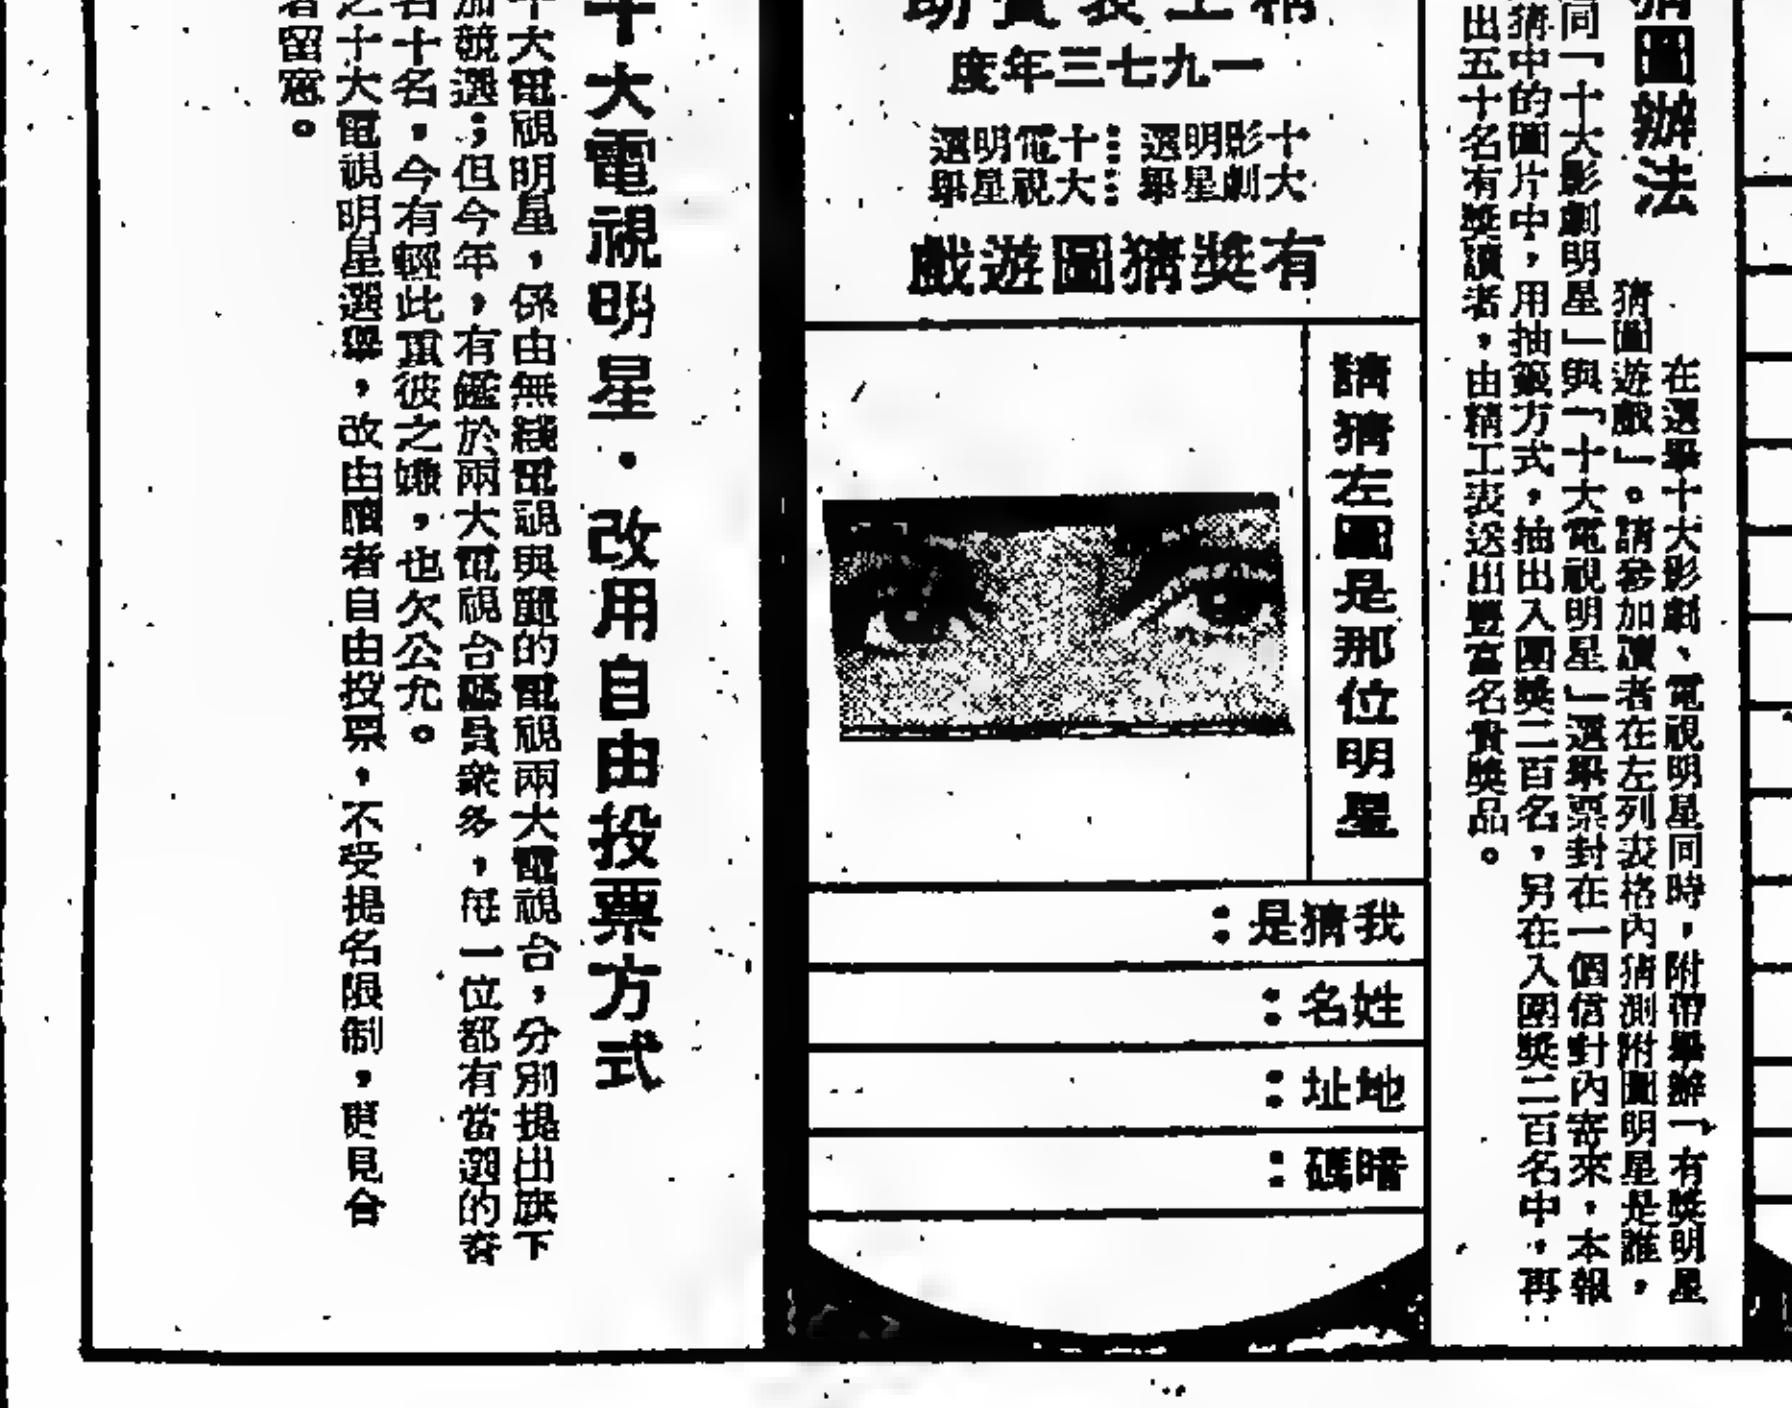 猜圖辦法
在選舉十大影劇、電視明星同時，附帶舉辦「有獎明星
猜圖遊戲」。請參加讀者在左列表格內猜測附圖明星是誰，
同「十大影劇明星」與「十大電視明星」選舉票封在一個信封內寄來，本報
猜中的圖片中，用抽籤方式，抽出入圍獎二百名，另在入圍獎二百名中，再
出五十名有獎讀者，由精工表送出豐富名貴獎品。
精工表贊助
一九七三年度
十大影劇明星選舉
十大電視明星選舉
有獎猜圖遊戲
請猜左圖是那位明星
我猜是：
姓名：
地址：
暗碼：
十大電視明星·改用自由投票方式
十大電視明星，係由無綫電視與麗的電視兩大電視台，分別提出旗下
加競選；但今年，有鑑於兩大電視台藝員衆多，每一位都有當選的
名十名，今有輕此重彼之嫌，也欠公允。
之十大電視明星選舉，改由讀者自由投票，不受提名限制，更見合
者留意。